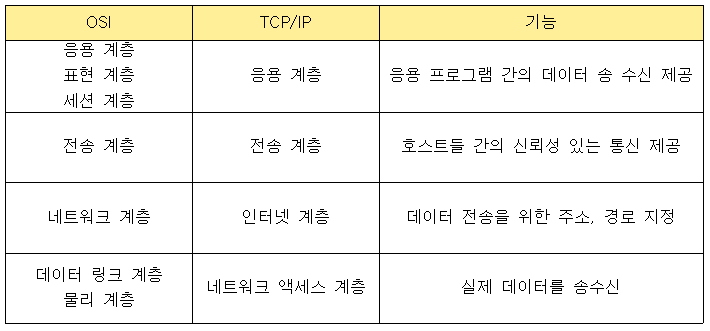 OSI
TCP/IP
기능
응용 계층
표현 계층
세션 계층
응용 계층
응용 프로그램 간의 데이터 송 수신 제공
전송 계층
전송 계층
호스트들 간의 신뢰성 있는 통신 제공
네트워크 계층
인터넷 계층
데이터 전송을 위한 주소, 경로 지정
데이터 링크 계층
물리 계층
네트워크 액세스 계층
실제 데이터를 송수신